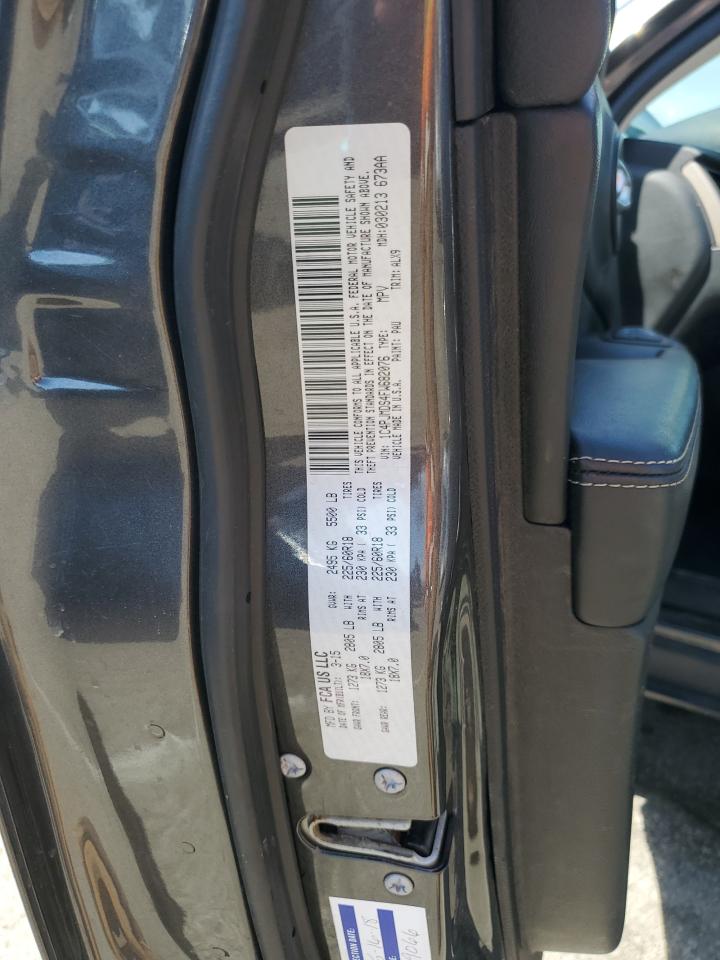 MFD BY FCA US LLC
DATE OF MFR(BUILT): 3-15 GVWR: 2495 KG 5500 LB
GAWR FRONT: 1273 KG 2805 LB WITH 225/60R18 TIRES
18X7.0 RIMS AT 230 KPA ( 33 PSI) COLD
GAWR REAR: 1273 KG 2805 LB WITH 225/60R18 TIRES
18X7.0 RIMS AT 230 KPA ( 33 PSI) COLD
THIS VEHICLE CONFORMS TO ALL APPLICABLE U.S.A. FEDERAL MOTOR VEHICLE SAFETY AND
THEFT PREVENTION STANDARDS IN EFFECT ON THE DATE OF MANUFACTURE SHOWN ABOVE.
VIN: 1C4PJMDS4FW682076 TYPE: MPV MDH:030213 673AA
VEHICLE MADE IN U.S.A. PAINT: PAU TRIM: ALX9
ECTION DATE: